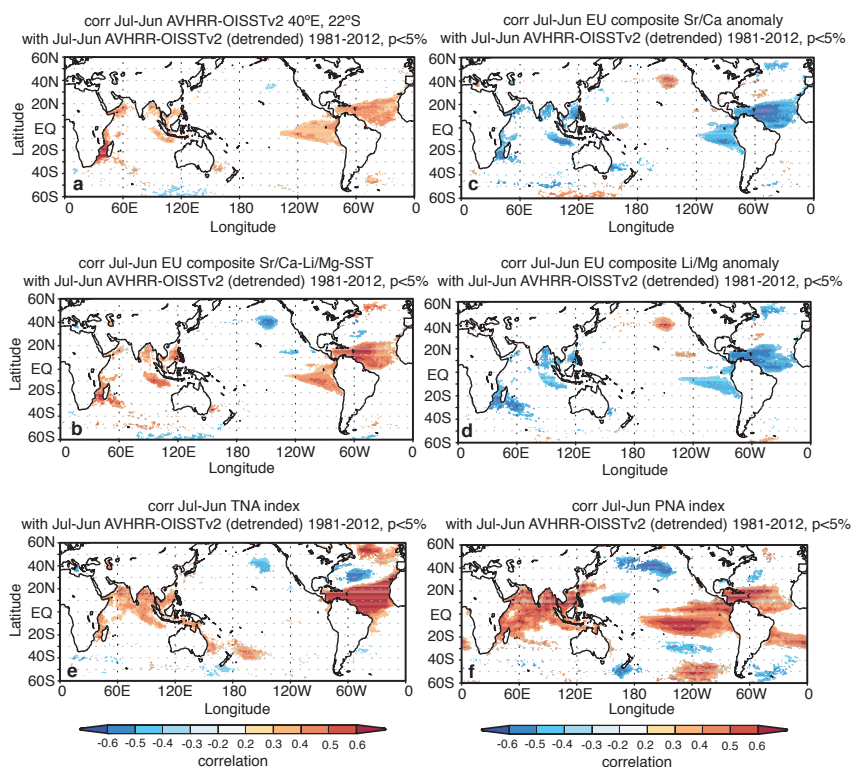 corr Jul-Jun AVHRR-OISSTv2 40ºE, 22ºS
with Jul-Jun AVHRR-OISSTv2 (detrended) 1981-2012, p<5%
60N
40N
20N
EQ
20S
40S
60S
Latitude
a
0 60E 120E 180E 120W 60W 0
Longitude
corr Jul-Jun EU composite Sr/Ca anomaly
with Jul-Jun AVHRR-OISSTv2 (detrended) 1981-2012, p<5%
60N
40N
20N
EQ
20S
40S
60S
c
0 60E 120E 180E 120W 60W 0
Longitude
corr Jul-Jun EU composite Sr/Ca-Li/Mg-SST
with Jul-Jun AVHRR-OISSTv2 (detrended) 1981-2012, p<5%
60N
40N
20N
EQ
20S
40S
60S
Latitude
b
0 60E 120E 180E 120W 60W 0
Longitude
corr Jul-Jun EU composite Li/Mg anomaly
with Jul-Jun AVHRR-OISSTv2 (detrended) 1981-2012, p<5%
60N
40N
20N
EQ
20S
40S
60S
d
0 60E 120E 180E 120W 60W 0
Longitude
corr Jul-Jun TNA index
with Jul-Jun AVHRR-OISSTv2 (detrended) 1981-2012, p<5%
60N
40N
20N
EQ
20S
40S
60S
Latitude
e
0 60E 120E 180E 120W 60W 0
Longitude
corr Jul-Jun PNA index
with Jul-Jun AVHRR-OISSTv2 (detrended) 1981-2012, p<5%
60N
40N
20N
EQ
20S
40S
60S
f
0 60E 120E 180E 120W 60W 0
Longitude
-0.6 -0.5 -0.4 -0.3 -0.2 0.2 0.3 0.4 0.5 0.6
correlation
-0.6 -0.5 -0.4 -0.3 -0.2 0.2 0.3 0.4 0.5 0.6
correlation